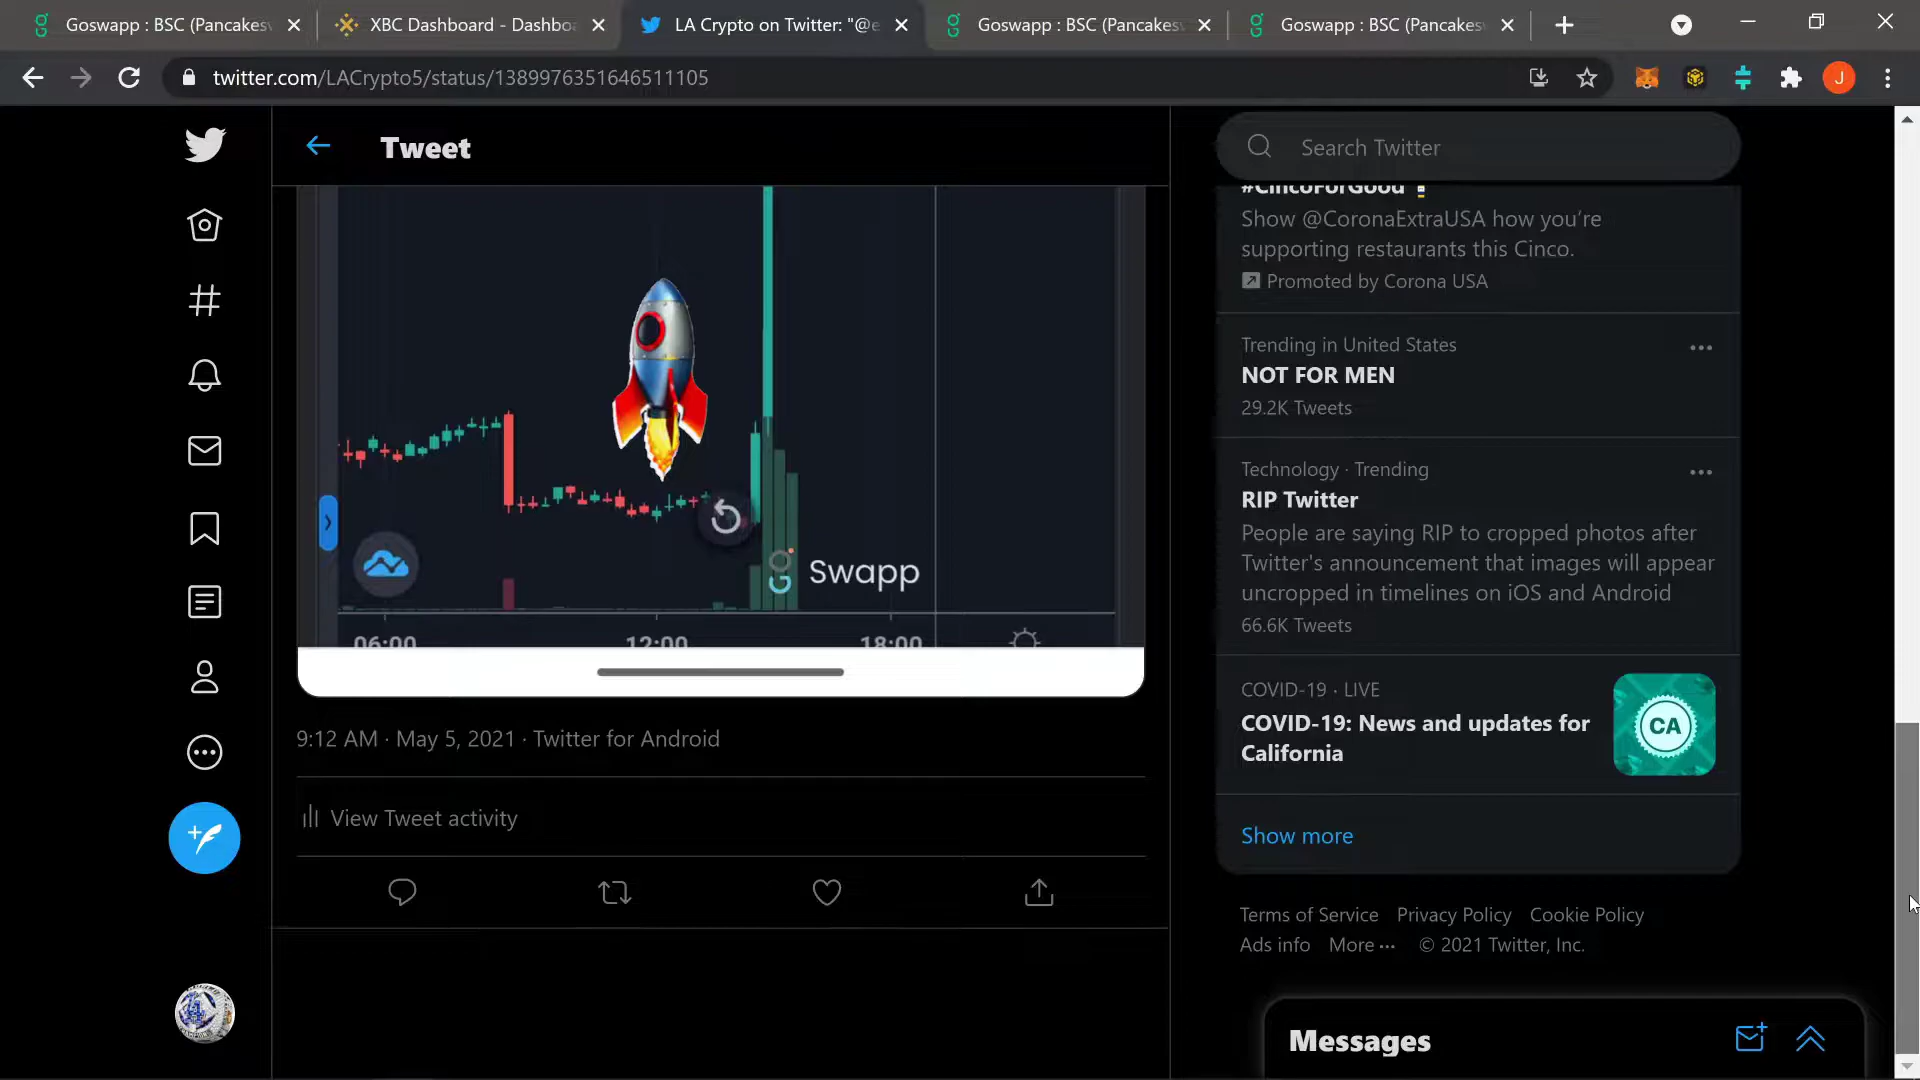 Goswapp : BSC (Pancakesw
XBC Dashboard - Dashboa
LA Crypto on Twitter: "@e
Goswapp : BSC (Pancakesw
Goswapp : BSC (Pancakesw
twitter.com/LACrypto5/status/1389976351646511105
J
Tweet
Search Twitter
#CincoForGood
Show @CoronaExtraUSA how you're
supporting restaurants this Cinco.
Promoted by Corona USA
Trending in United States
NOT FOR MEN
29.2K Tweets
Technology · Trending
RIP Twitter
People are saying RIP to cropped photos after
Twitter's announcement that images will appear
uncropped in timelines on iOS and Android
66.6K Tweets
COVID-19 · LIVE
COVID-19: News and updates for
California
CA
Show more
Swapp
06:00 12:00 18:00
9:12 AM · May 5, 2021 · Twitter for Android
View Tweet activity
Terms of Service Privacy Policy Cookie Policy
Ads info More ··· © 2021 Twitter, Inc.
Messages